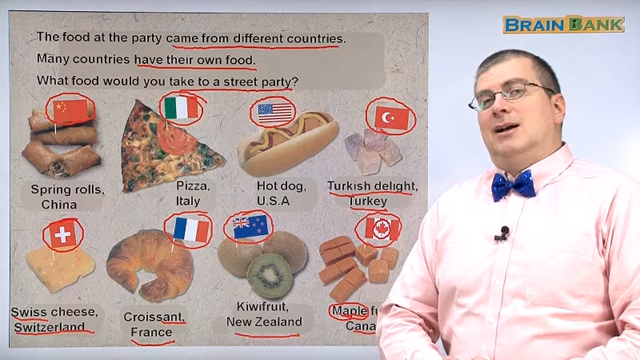 BRAIN BANK
The food at the party came from different countries.
Many countries have their own food.
What food would you take to a street party?
Spring rolls,
China
Pizza,
Italy
Hot dog,
U.S.A
Turkish delight,
Turkey
Swiss cheese,
Switzerland
Croissant,
France
Kiwifruit,
New Zealand
Maple